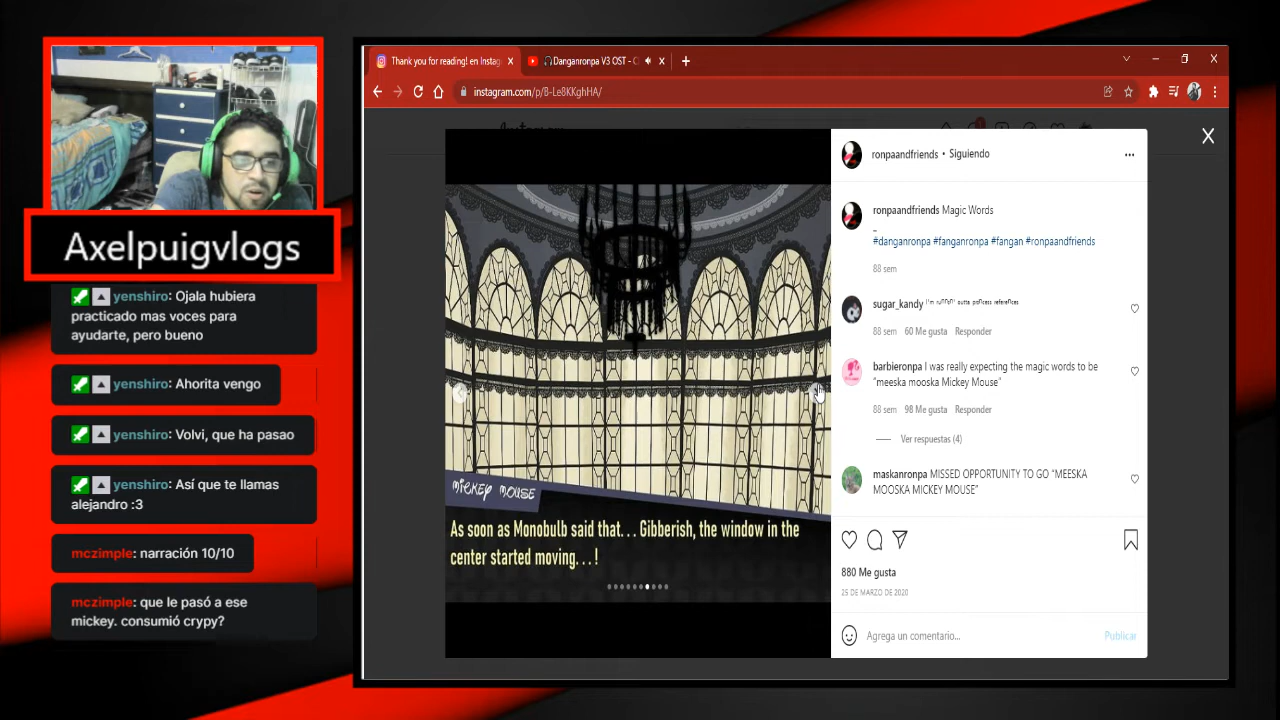 Axelpuigvlogs
yenshiro: Ojala hubiera
practicado mas voces para
ayudarte, pero bueno
yenshiro: Ahorita vengo
yenshiro: Volvi, que ha pasao
yenshiro: Así que te llamas
alejandro :3
mczimple: narración 10/10
mczimple: que le pasó a ese
mickey. consumió crypy?
Thank you for reading! en Instag
Danganronpa V3 OST - C
instagram.com/p/B-Le8KKghHA/
MICKEY MOUSE
As soon as Monobulb said that... Gibberish, the window in the
center started moving...!
ronpaandfriends • Siguiendo
ronpaandfriends Magic Words
-
#danganronpa #fanganronpa #fangan #ronpaandfriends
88 sem
sugar_kandy
88 sem 60 Me gusta Responder
barbieronpa I was really expecting the magic words to be
"meeska mooska Mickey Mouse"
88 sem 98 Me gusta Responder
Ver respuestas (4)
maskanronpa MISSED OPPORTUNITY TO GO "MEESKA
MOOSKA MICKEY MOUSE"
880 Me gusta
25 DE MARZO DE 2020
Agrega un comentario...
Publicar